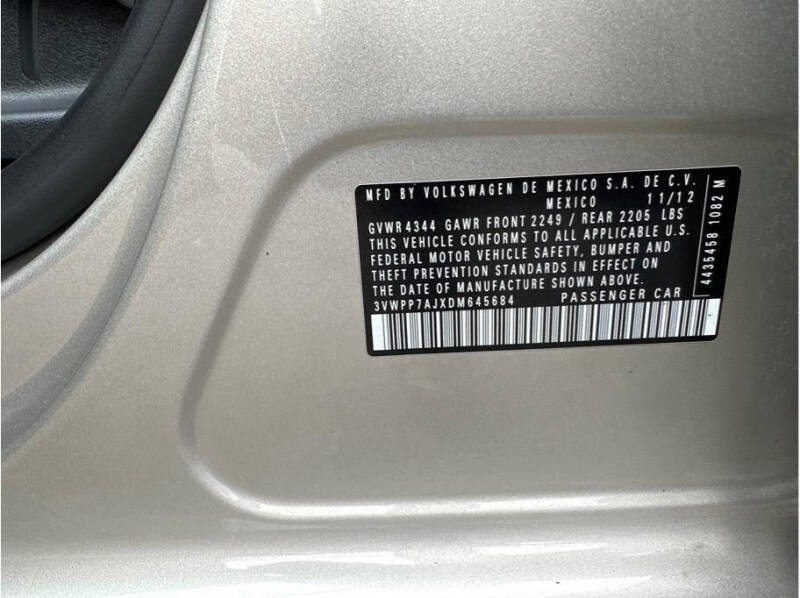 MFD BY VOLKSWAGEN DE MEXICO S.A. DE C.V.
MEXICO 11/12
GVWR 4344 GAWR FRONT 2249 / REAR 2205 LBS
THIS VEHICLE CONFORMS TO ALL APPLICABLE U.S.
FEDERAL MOTOR VEHICLE SAFETY, BUMPER AND
THEFT PREVENTION STANDARDS IN EFFECT ON
THE DATE OF MANUFACTURE SHOWN ABOVE.
3VWPP7AJXDM645684 PASSENGER CAR
4435458 1082 M